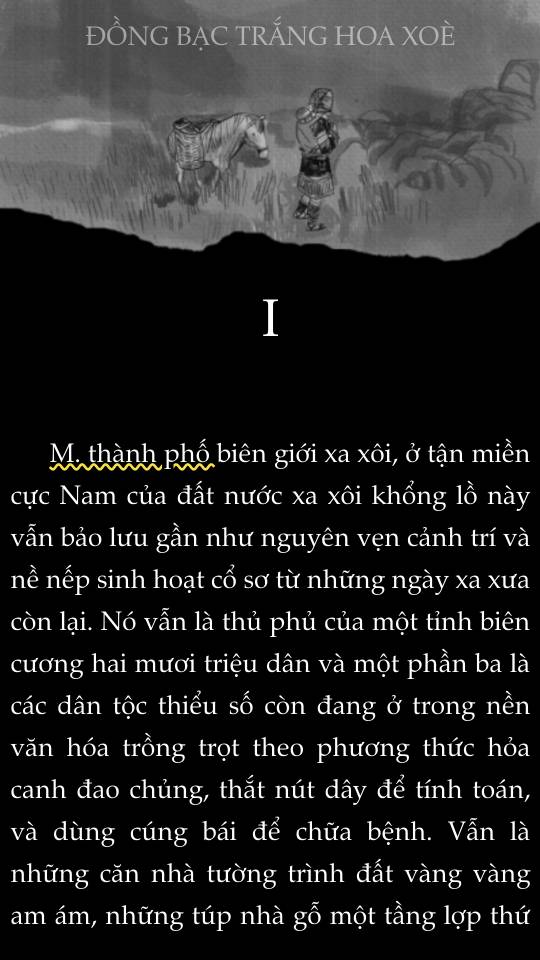 ĐỒNG BẠC TRẮNG HOA XOÈ
I
M. thành phố biên giới xa xôi, ở tận miền
cực Nam của đất nước xa xôi khổng lồ này
vẫn bảo lưu gần như nguyên vẹn cảnh trí và
nề nếp sinh hoạt cổ sơ từ những ngày xa xưa
còn lại. Nó vẫn là thủ phủ của một tỉnh biên
cương hai mươi triệu dân và một phần ba là
các dân tộc thiểu số còn đang ở trong nền
văn hóa trồng trọt theo phương thức hỏa
canh đao chủng, thắt nút dây để tính toán,
và dùng cúng bái để chữa bệnh. Vẫn là
những căn nhà tường trình đất vàng vàng
am ám, những túp nhà gỗ một tầng lợp thứ